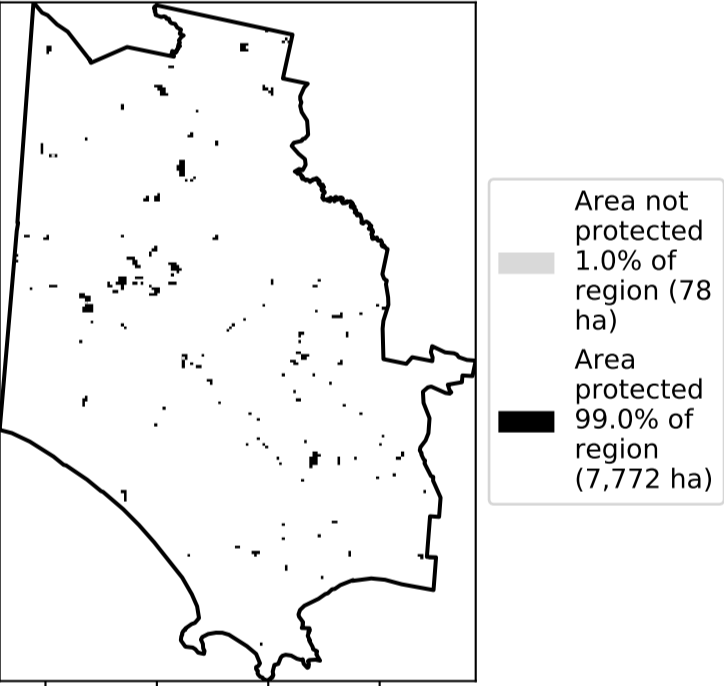 Area not
protected
1.0% of
region (78
ha)
Area
protected
99.0% of
region
(7,772 ha)